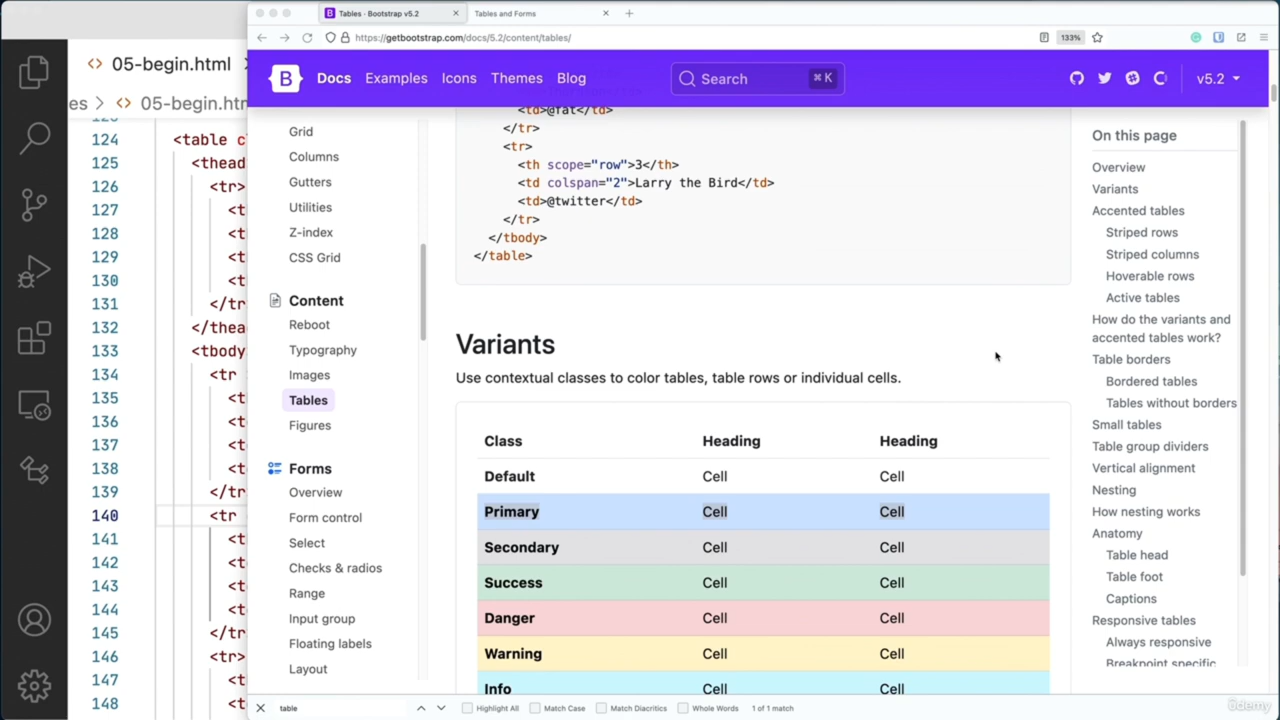 Tables · Bootstrap v5.2
Tables and Forms
https://getbootstrap.com/docs/5.2/content/tables/
133%
B
Docs
Examples
Icons
Themes
Blog
Search
⌘ K
v5.2
05-begin.html
es > <> 05-begin.htm
124 <table c
125 <thead
126 <tr>
127 <t
128 <t
129 <t
130 <t
131 </tr
132 </thea
133 <tbody
134 <tr
135 <t
136 <t
137 <t
138 <t
139 </tr
140 <tr
141 <t
142 <t
143 <t
144 <t
145 </tr
146 <tr>
147 <t
148 <t
Grid
Columns
Gutters
Utilities
Z-index
CSS Grid
Content
Reboot
Typography
Images
Tables
Figures
Forms
Overview
Form control
Select
Checks & radios
Range
Input group
Floating labels
Layout
<td>@fat</td>
</tr>
<tr>
<th scope="row">3</th>
<td colspan="2">Larry the Bird</td>
<td>@twitter</td>
</tr>
</tbody>
</table>
Variants
Use contextual classes to color tables, table rows or individual cells.
Class Heading Heading
Default Cell Cell
Primary Cell Cell
Secondary Cell Cell
Success Cell Cell
Danger Cell Cell
Warning Cell Cell
Info Cell Cell
On this page
Overview
Variants
Accented tables
Striped rows
Striped columns
Hoverable rows
Active tables
How do the variants and
accented tables work?
Table borders
Bordered tables
Tables without borders
Small tables
Table group dividers
Vertical alignment
Nesting
How nesting works
Anatomy
Table head
Table foot
Captions
Responsive tables
Always responsive
Breakpoint specific
table
Highlight All
Match Case
Match Diacritics
Whole Words
1 of 1 match
ûdemy